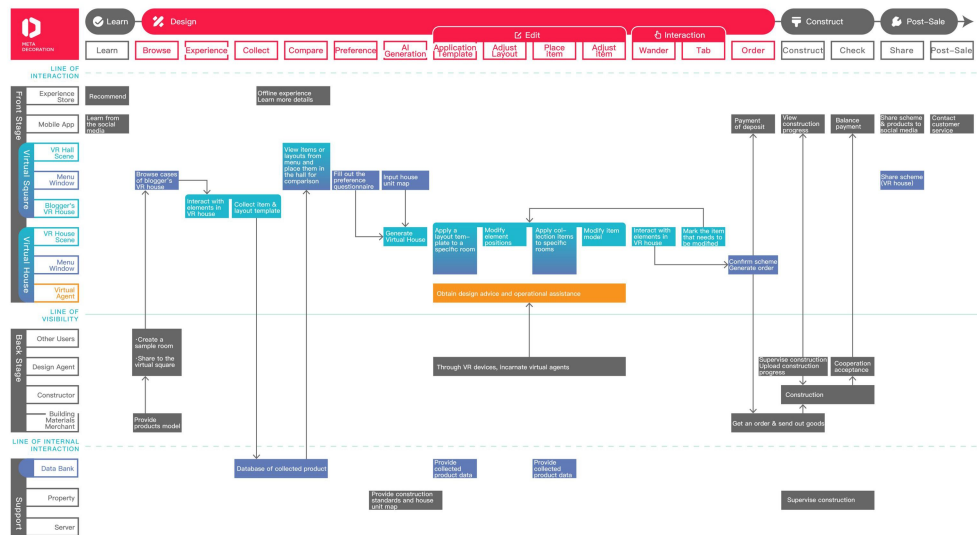 META
DECORATION
Learn
Design
Construct
Post-Sale
Edit
Interaction
Learn
Browse
Experience
Collect
Compare
Preference
AI
Generation
Application
Template
Adjust
Layout
Place
Item
Adjust
Item
Wander
Tab
Order
Construct
Check
Share
Post-Sale
LINE OF
INTERACTION
Front Stage
Experience
Store
Recommend
Offline experience
Learn more details
Mobile App
Learn from
the social
media
Payment
of deposit
View
construction
progress
Balance
payment
Share scheme
& products to
social media
Contact
customer
service
Virtual Square
VR Hall
Scene
View items or
layouts from
menu and
place them in
the hall for
comparison
Menu
Window
Browse cases
of blogger's
VR house
Fill out the
preference
questionnaire
Input house
unit map
Share scheme
(VR house)
Blogger's
VR House
Interact with
elements in
VR house
Collect item &
layout template
Virtual House
VR House
Scene
Generate
Virtual House
Apply a
layout tem-
plate to a
specific room
Modify
element
positions
Apply col-
lection items
to specific
rooms
Modify item
model
Interact with
elements in
VR house
Mark the item
that needs to
be modified
Menu
Window
Confirm scheme
Generate order
Virtual
Agent
Obtain design advice and operational assistance
LINE OF
VISIBILITY
Back Stage
Other Users
·Create a
sample room
·Share to the
virtual square
Design Agent
Through VR devices, Incarnate virtual agents
Supervise construction
Upload construction
progress
Cooperation
acceptance
Constructor
Construction
Building
Materials
Merchant
Provide
products model
Get an order & send out goods
LINE OF INTERNAL
INTERACTION
Support
Data Bank
Database of collected product
Provide
collected
product data
Provide
collected
product data
Property
Provide construction
standards and house
unit map
Supervise construction
Server